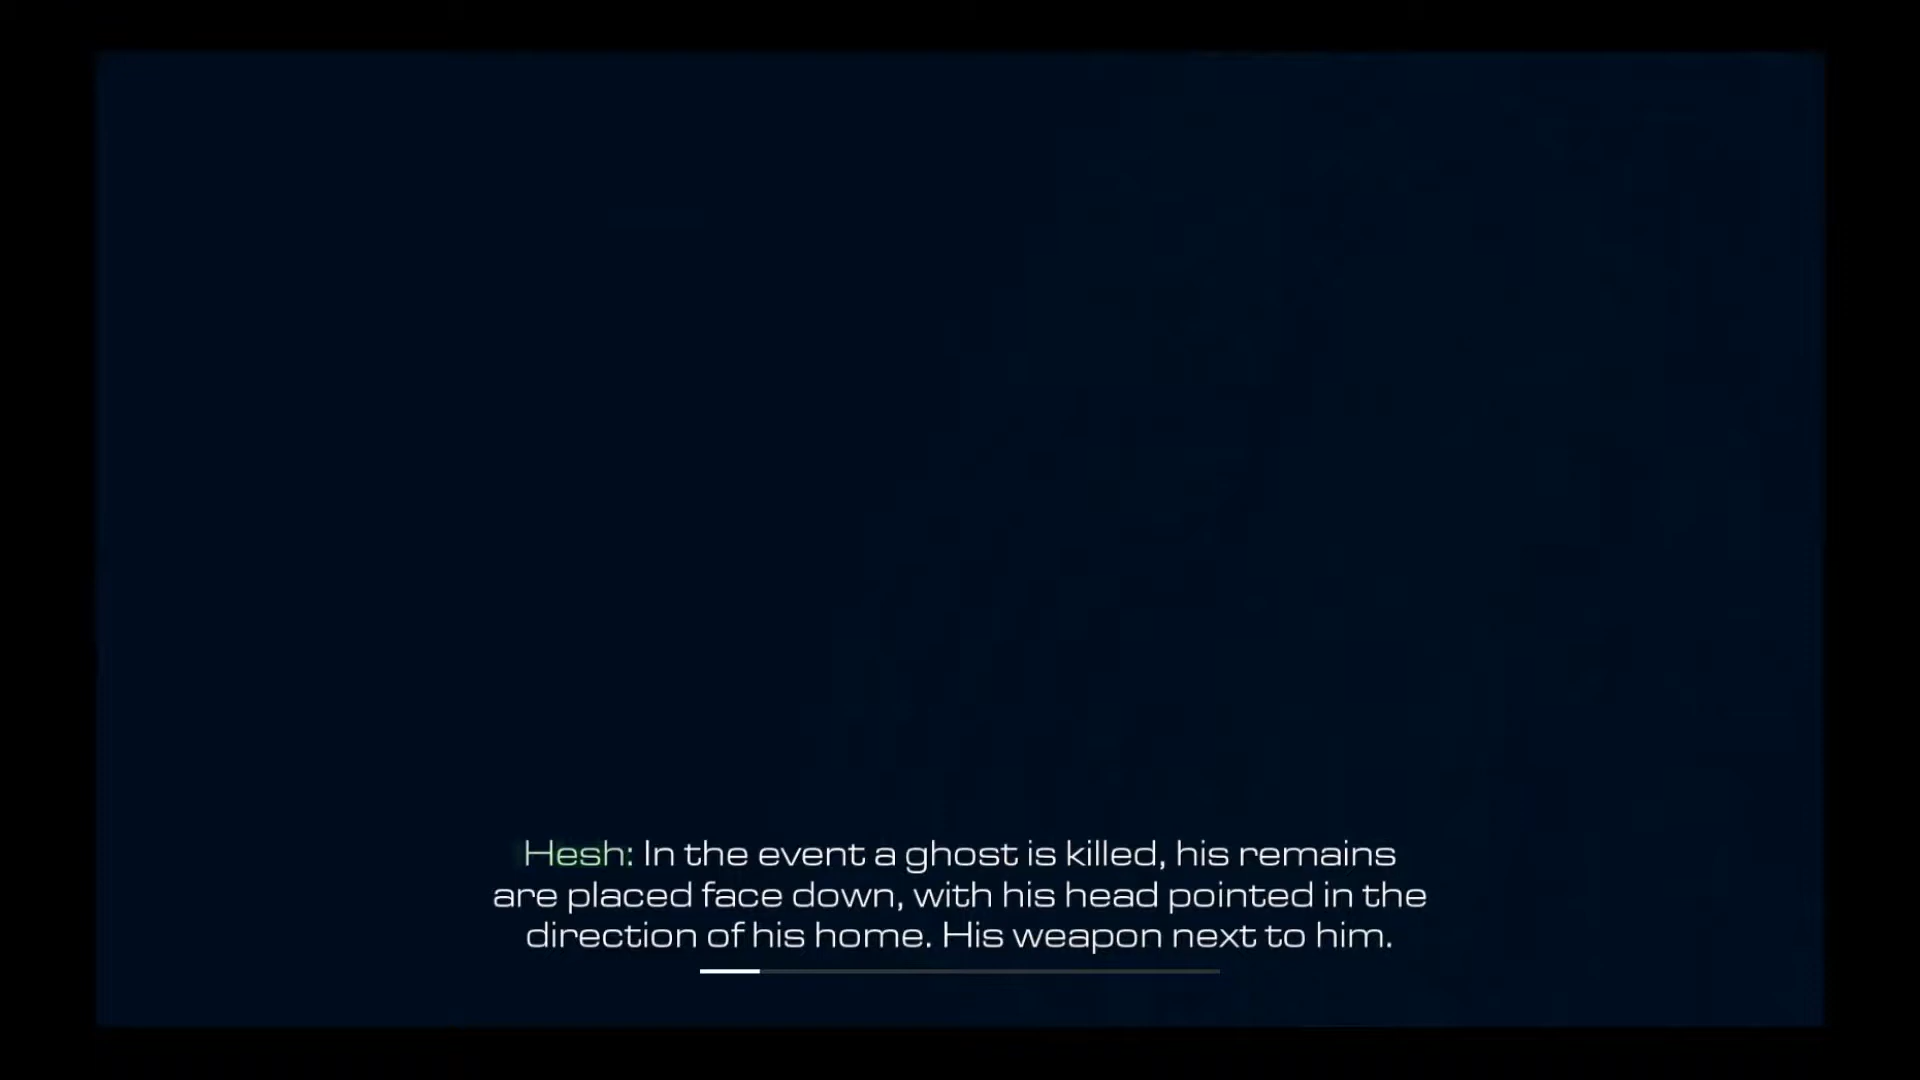 Hesh: In the event a ghost is killed, his remains
are placed face down, with his head pointed in the
direction of his home. His weapon next to him.